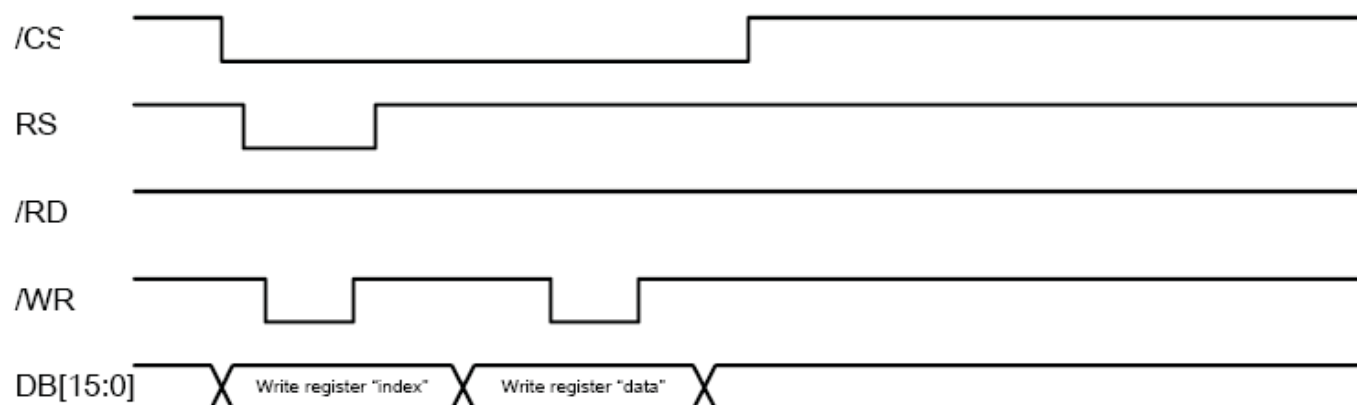 /CS
RS
/RD
/WR
DB[15:0] Write register "index" Write register "data"